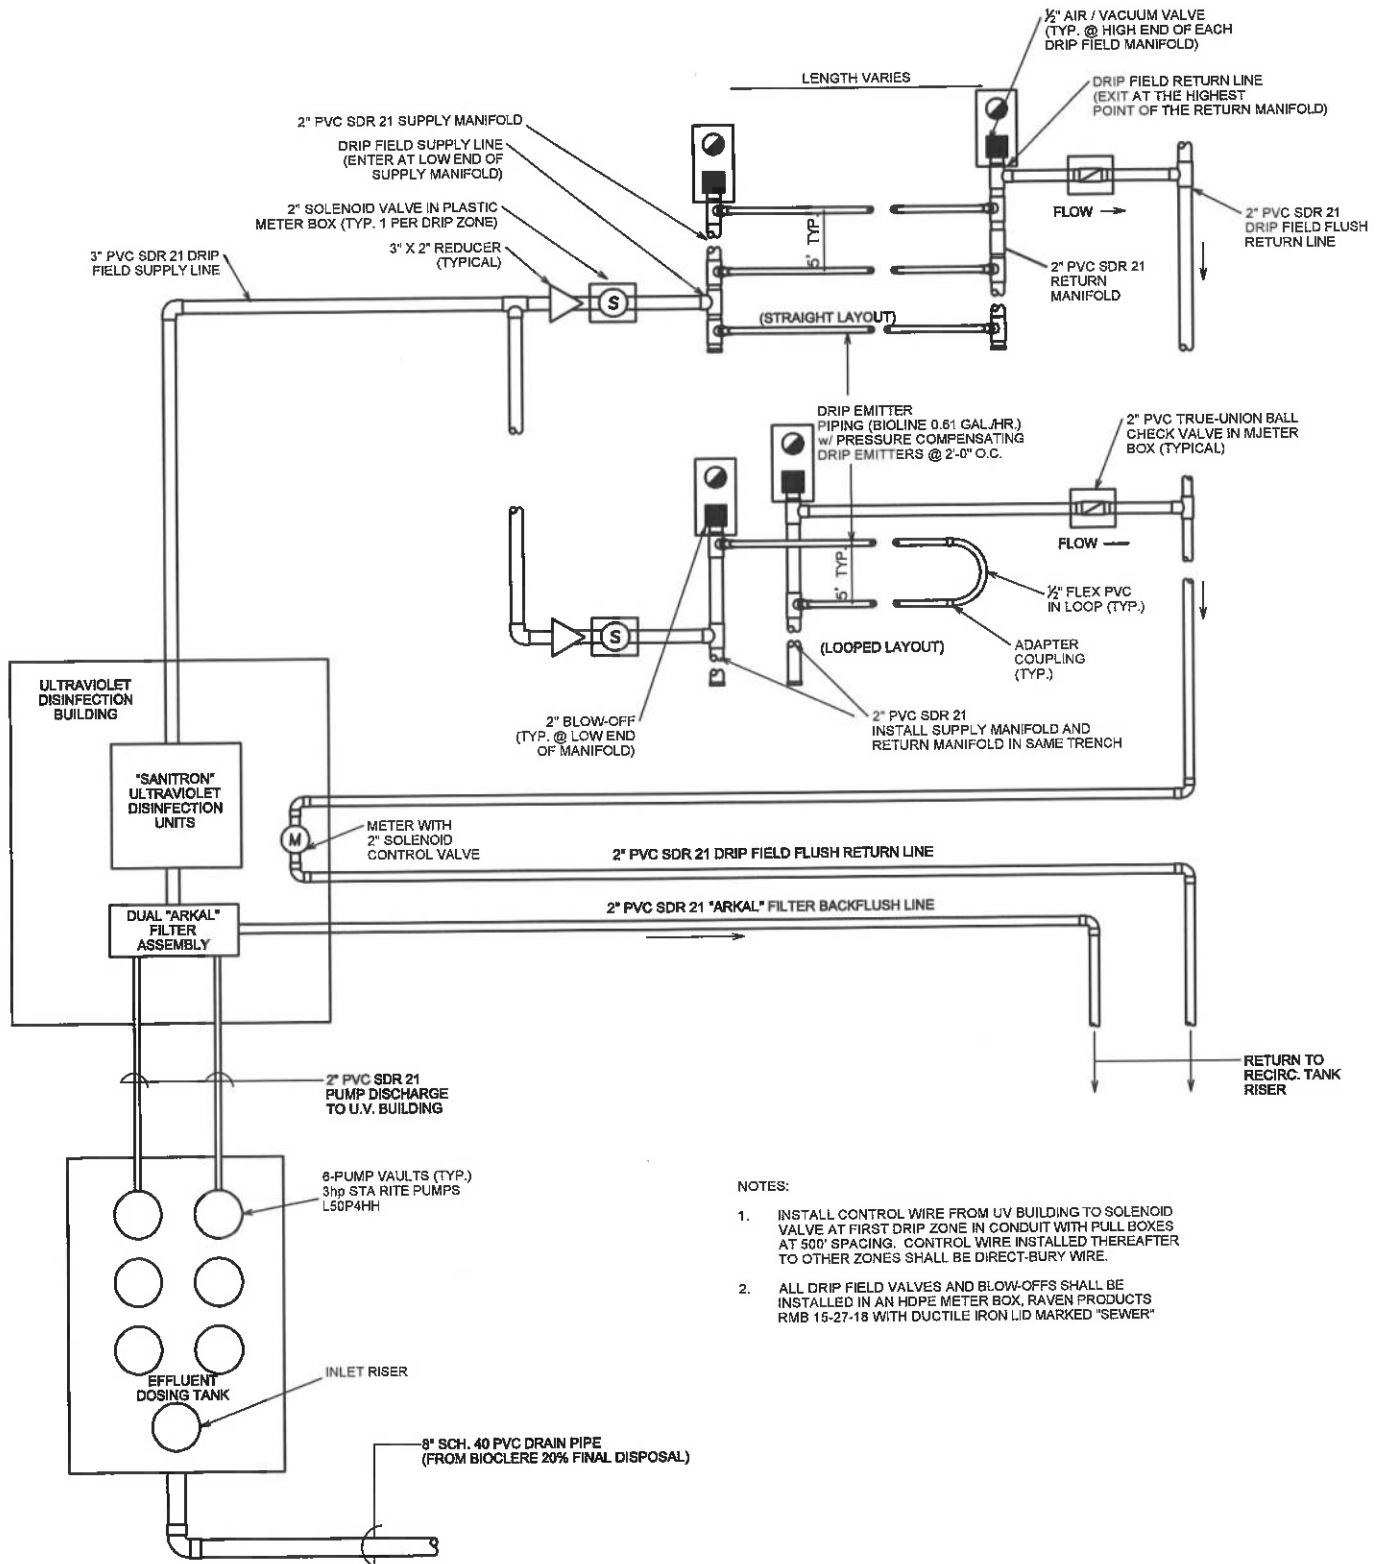 ½" AIR / VACUUM VALVE
(TYP. @ HIGH END OF EACH
DRIP FIELD MANIFOLD)
LENGTH VARIES
DRIP FIELD RETURN LINE
(EXIT AT THE HIGHEST
POINT OF THE RETURN MANIFOLD)
2" PVC SDR 21 SUPPLY MANIFOLD
DRIP FIELD SUPPLY LINE
(ENTER AT LOW END OF
SUPPLY MANIFOLD)
2" SOLENOID VALVE IN PLASTIC
METER BOX (TYP. 1 PER DRIP ZONE)
3" X 2" REDUCER
(TYPICAL)
3" PVC SDR 21 DRIP
FIELD SUPPLY LINE
S
5' TYP.
(STRAIGHT LAYOUT)
FLOW
2" PVC SDR 21
DRIP FIELD FLUSH
RETURN LINE
2" PVC SDR 21
RETURN
MANIFOLD
DRIP EMITTER
PIPING (BIOLINE 0.61 GAL./HR.)
w/ PRESSURE COMPENSATING
DRIP EMITTERS @ 2'-0" O.C.
2" PVC TRUE-UNION BALL
CHECK VALVE IN MJETER
BOX (TYPICAL)
FLOW
5' TYP.
½" FLEX PVC
IN LOOP (TYP.)
S
(LOOPED LAYOUT)
ADAPTER
COUPLING
(TYP.)
2" BLOW-OFF
(TYP. @ LOW END
OF MANIFOLD)
2" PVC SDR 21
INSTALL SUPPLY MANIFOLD AND
RETURN MANIFOLD IN SAME TRENCH
ULTRAVIOLET
DISINFECTION
BUILDING
"SANITRON"
ULTRAVIOLET
DISINFECTION
UNITS
M
METER WITH
2" SOLENOID
CONTROL VALVE
2" PVC SDR 21 DRIP FIELD FLUSH RETURN LINE
DUAL "ARKAL"
FILTER
ASSEMBLY
2" PVC SDR 21 "ARKAL" FILTER BACKFLUSH LINE
RETURN TO
RECIRC. TANK
RISER
2" PVC SDR 21
PUMP DISCHARGE
TO U.V. BUILDING
6-PUMP VAULTS (TYP.)
3hp STA RITE PUMPS
L50P4HH
EFFLUENT
DOSING TANK
INLET RISER
8" SCH. 40 PVC DRAIN PIPE
(FROM BIOCLERE 20% FINAL DISPOSAL)
NOTES:
1. INSTALL CONTROL WIRE FROM UV BUILDING TO SOLENOID
VALVE AT FIRST DRIP ZONE IN CONDUIT WITH PULL BOXES
AT 500' SPACING. CONTROL WIRE INSTALLED THEREAFTER
TO OTHER ZONES SHALL BE DIRECT-BURY WIRE.
2. ALL DRIP FIELD VALVES AND BLOW-OFFS SHALL BE
INSTALLED IN AN HDPE METER BOX, RAVEN PRODUCTS
RMB 15-27-18 WITH DUCTILE IRON LID MARKED "SEWER"